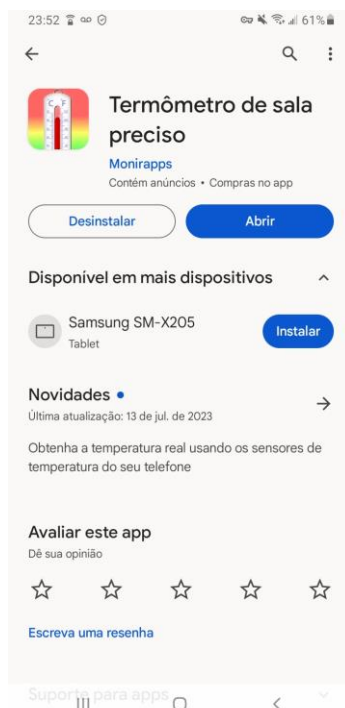 23:52 61%
Termômetro de sala
preciso
Monirapps
Contém anúncios • Compras no app
Desinstalar
Abrir
Disponível em mais dispositivos
Samsung SM-X205
Tablet
Instalar
Novidades •
Última atualização: 13 de jul. de 2023
Obtenha a temperatura real usando os sensores de
temperatura do seu telefone
Avaliar este app
Dê sua opinião
Escreva uma resenha
Suporte para apps